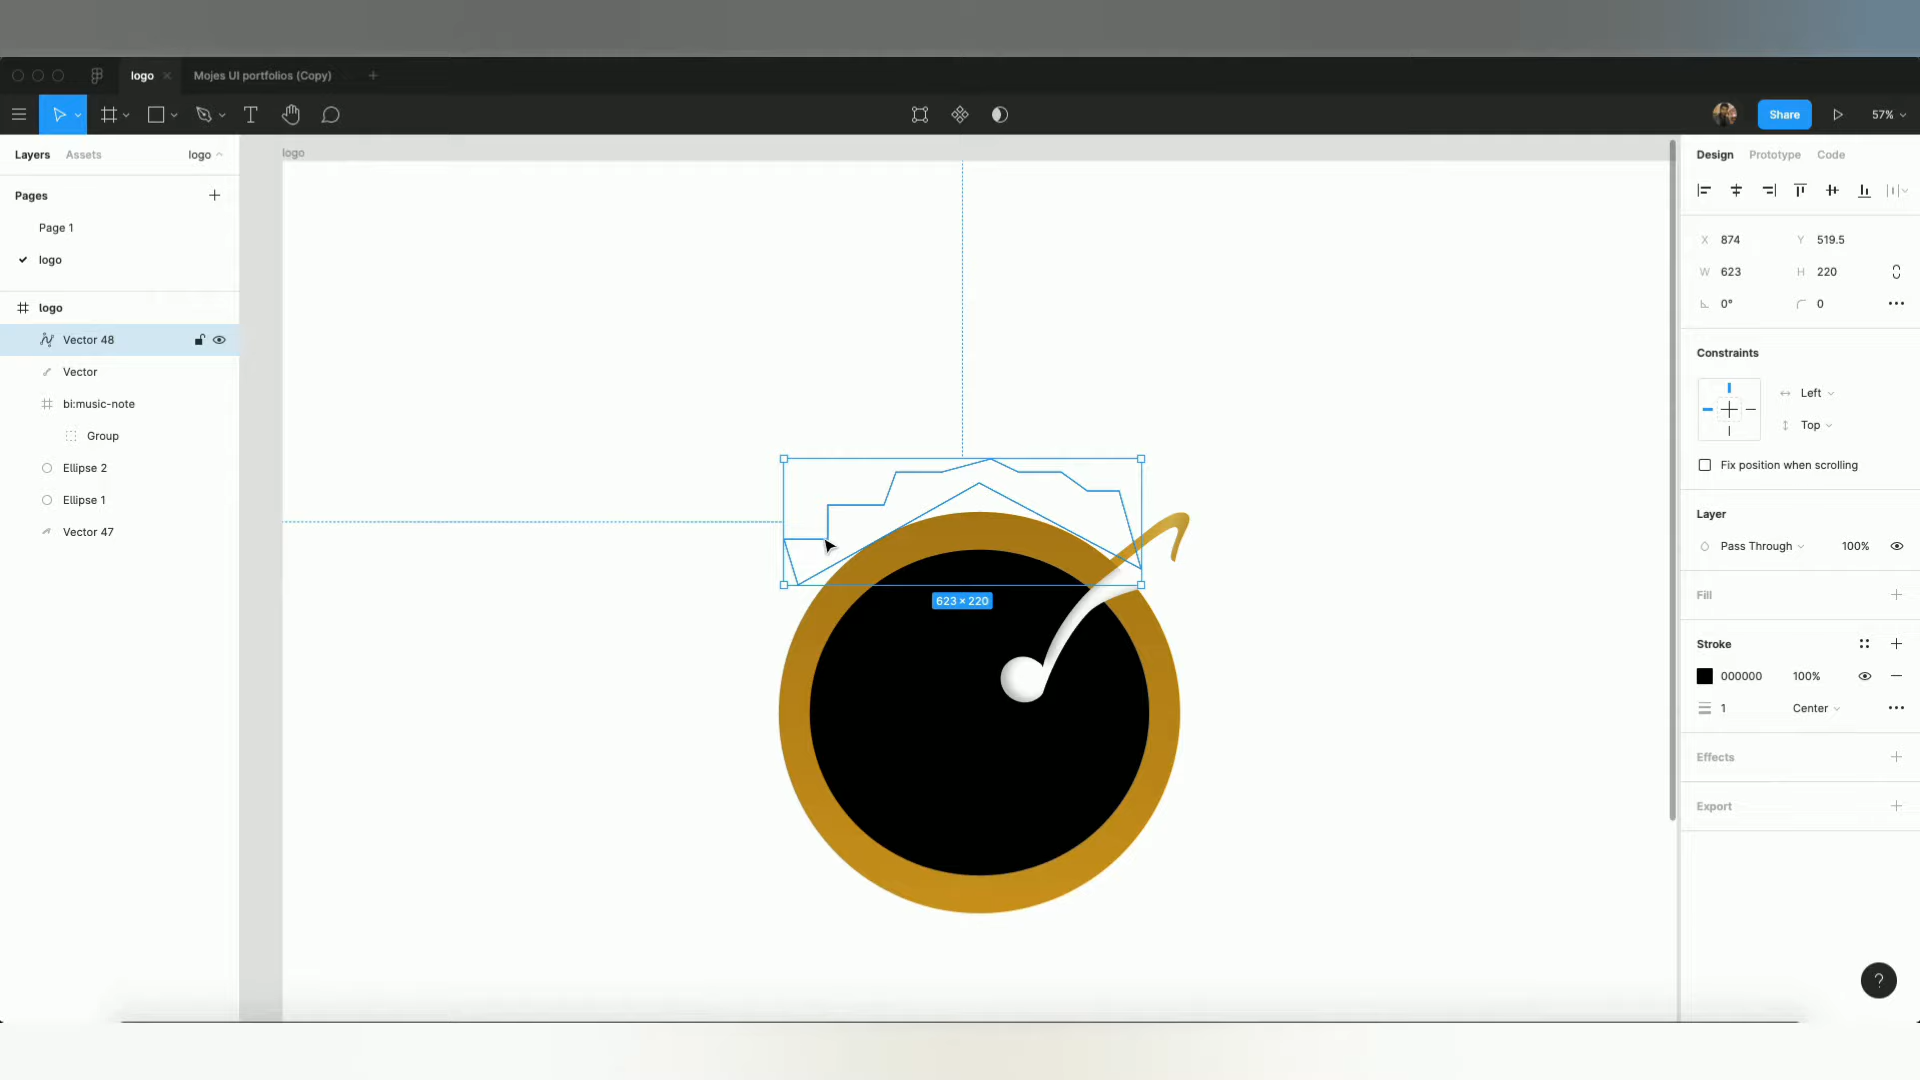 logo
Mojes UI portfolios (Copy)
Share
57%
Layers
Assets
logo
Pages
Page 1
logo
logo
Vector 48
Vector
bi:music-note
Group
Ellipse 2
Ellipse 1
Vector 47
logo
623 × 220
Design
Prototype
Code
X 874
Y 519.5
W 623
H 220
0°
0
Constraints
Left
Top
Fix position when scrolling
Layer
Pass Through
100%
Fill
Stroke
000000
100%
1
Center
Effects
Export
?